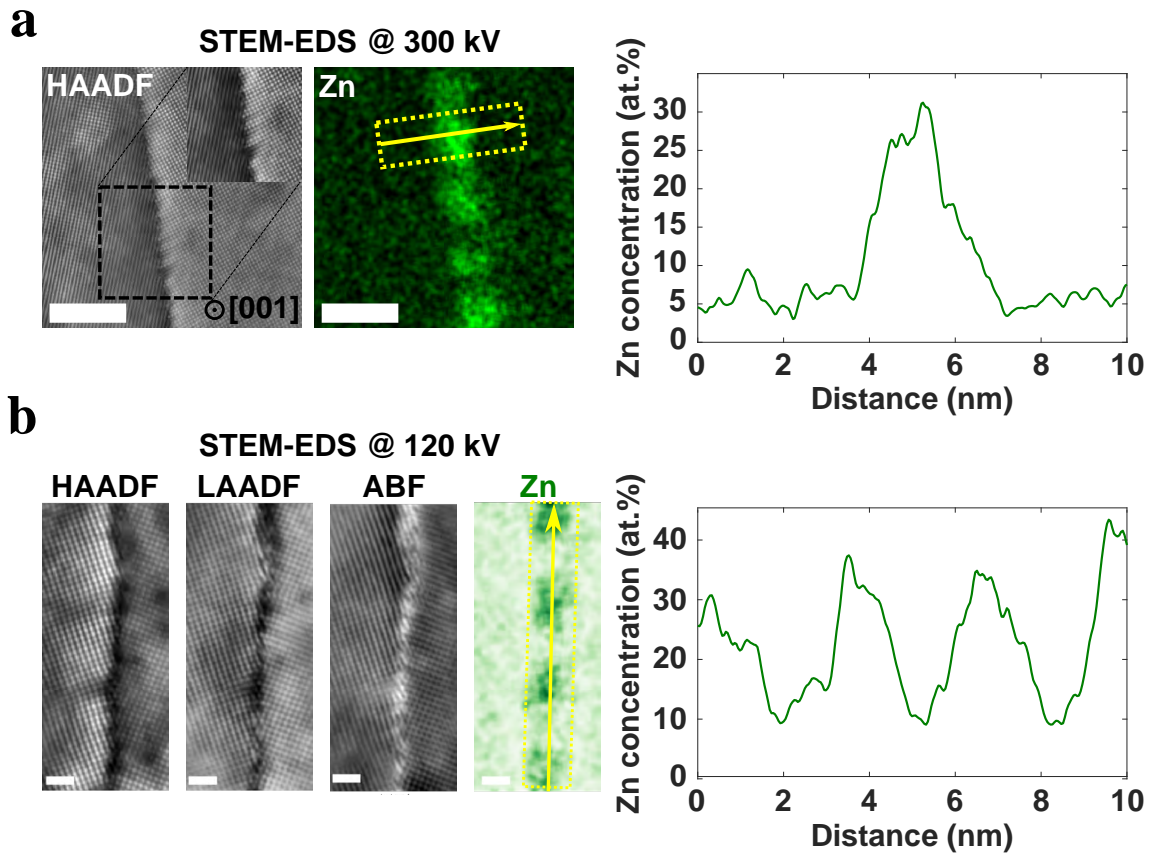 a
STEM-EDS @ 300 kV
HAADF
Zn
⊙[001]
Zn concentration (at.%)
30
25
20
15
10
5
0
0 2 4 6 8 10
Distance (nm)
b
STEM-EDS @ 120 kV
HAADF LAADF ABF Zn
Zn concentration (at.%)
40
30
20
10
0
0 2 4 6 8 10
Distance (nm)